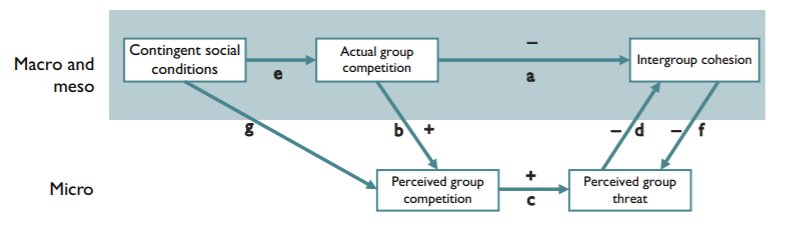 Macro and
meso
Contingent social
conditions
e
Actual group
competition
–
a
Intergroup cohesion
g
b
+
– d
– f
Micro
Perceived group
competition
+
c
Perceived group
threat